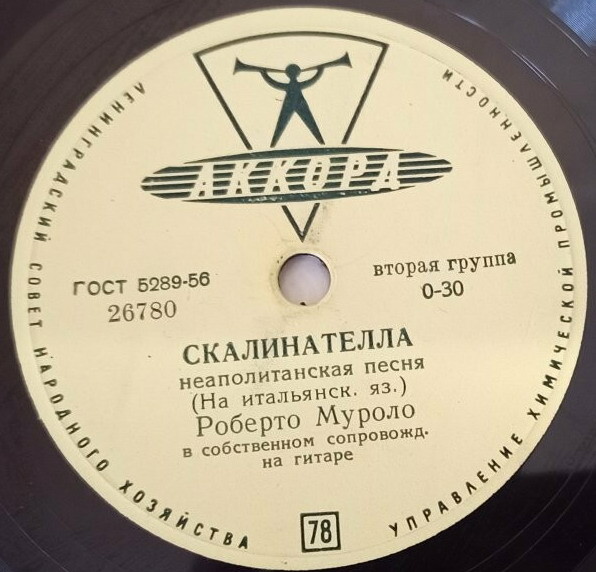 ЛЕНИНГРАДСКИЙ СОВЕТ НАРОДНОГО ХОЗЯЙСТВА
УПРАВЛЕНИЕ ХИМИЧЕСКОЙ ПРОМЫШЛЕННОСТИ
АККОРД
ГОСТ 5289-56
26780
вторая группа
0-30
СКАЛИНАТЕЛЛА
неаполитанская песня
(На итальянск. яз.)
Роберто Муроло
в собственном сопровожд.
на гитаре
78